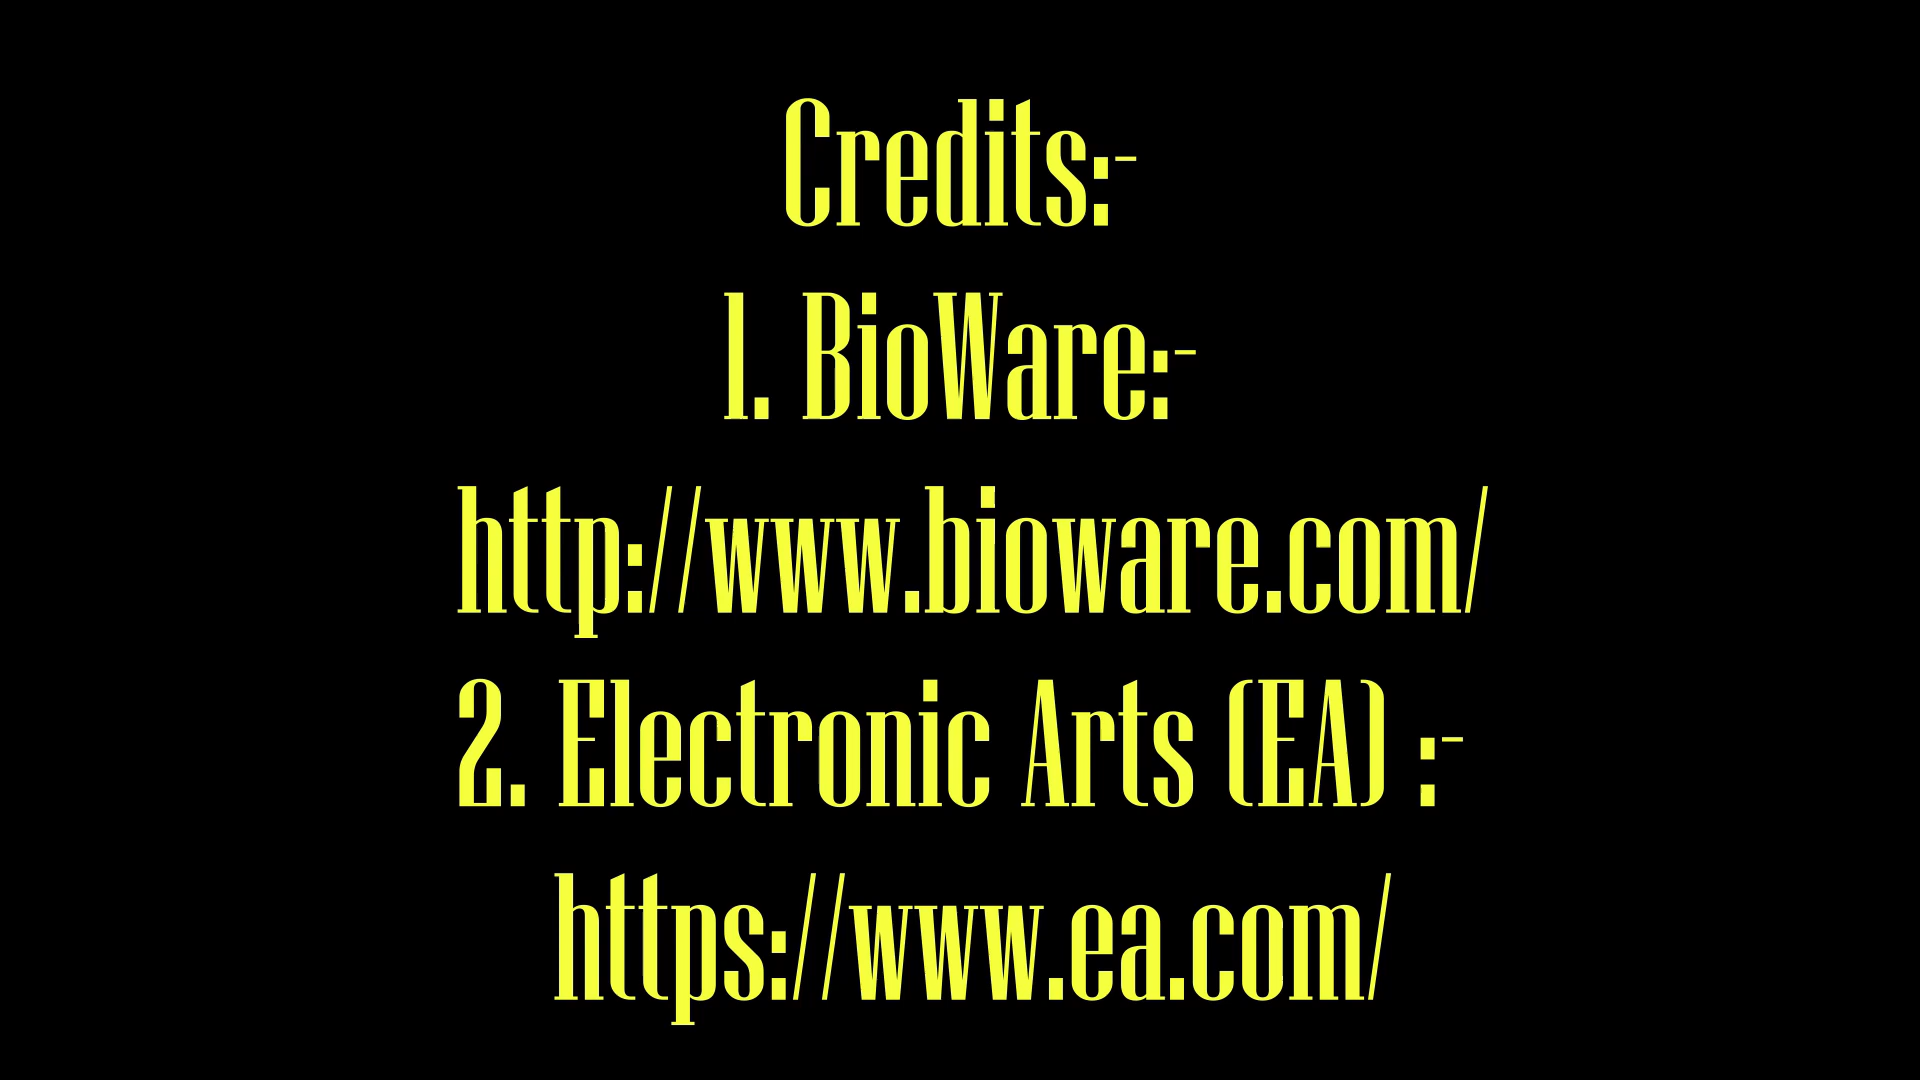 Credits:-
1. BioWare:-
http://www.bioware.com/
2. Electronic Arts (EA) :-
https://www.ea.com/